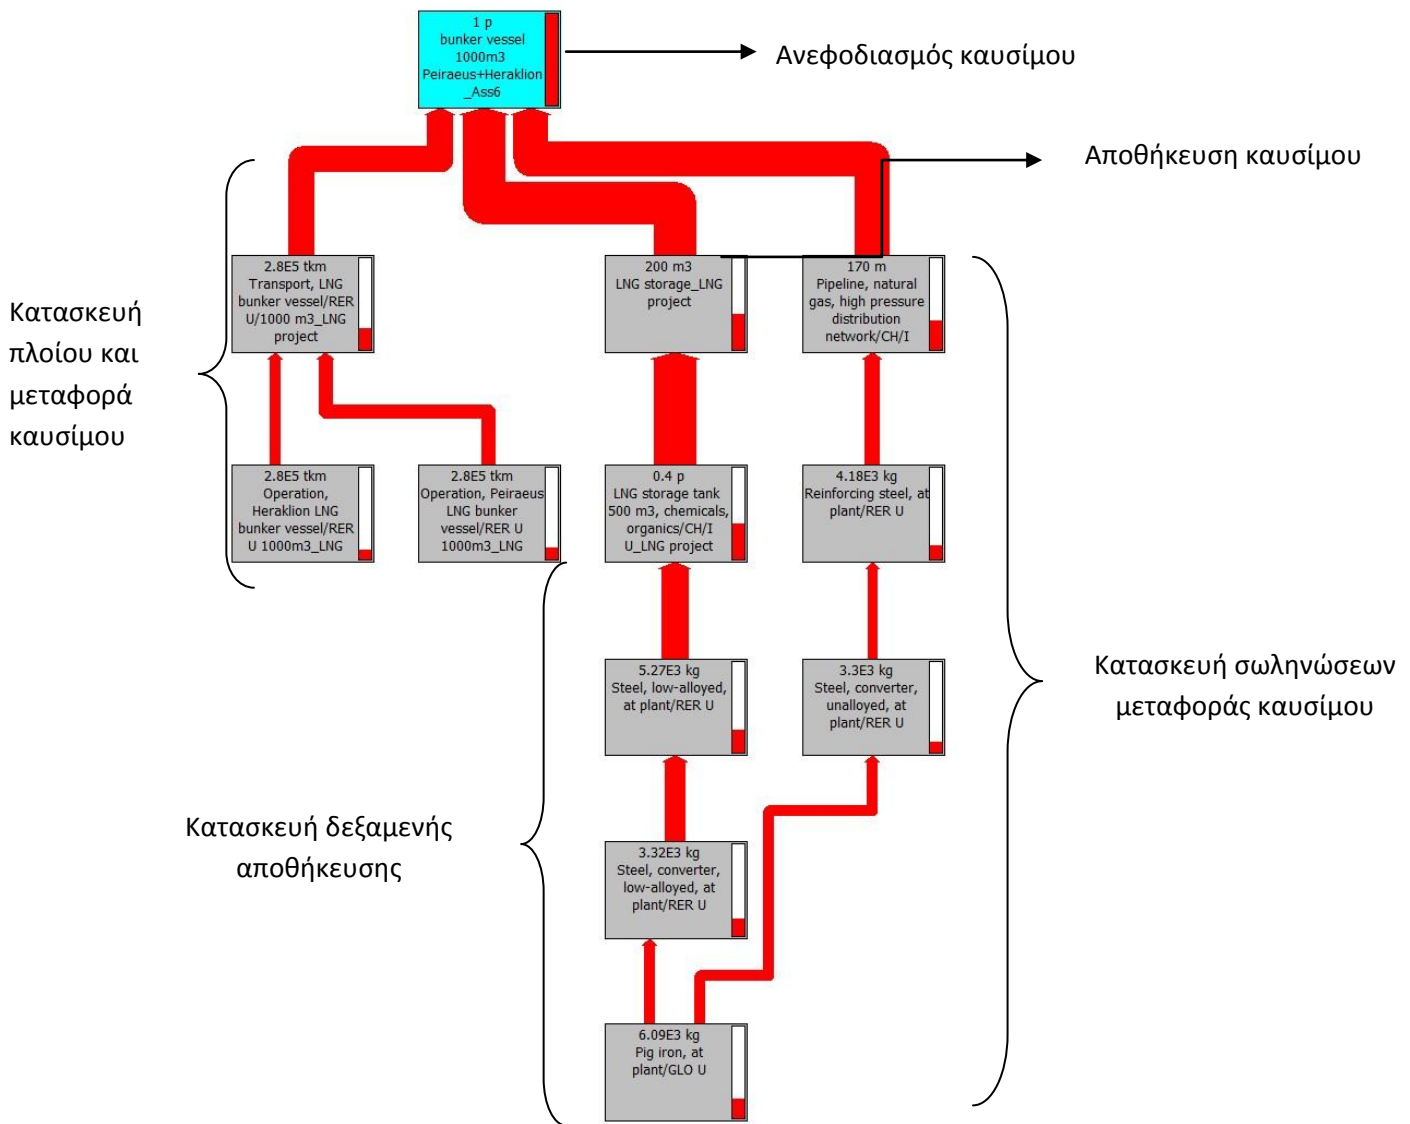 1 p
bunker vessel
1000m3
Peiraeus+Heraklion
_Ass6
Ανεφοδιασμός καυσίμου
Αποθήκευση καυσίμου
Κατασκευή
πλοίου και
μεταφορά
καυσίμου
2.8E5 tkm
Transport, LNG
bunker vessel/RER
U/1000 m3_LNG
project
200 m3
LNG storage_LNG
project
170 m
Pipeline, natural
gas, high pressure
distribution
network/CH/I
2.8E5 tkm
Operation,
Heraklion LNG
bunker vessel/RER
U 1000m3_LNG
2.8E5 tkm
Operation, Peiraeus
LNG bunker
vessel/RER U
1000m3_LNG
0.4 p
LNG storage tank
500 m3, chemicals,
organics/CH/I
U_LNG project
4.18E3 kg
Reinforcing steel, at
plant/RER U
5.27E3 kg
Steel, low-alloyed,
at plant/RER U
3.3E3 kg
Steel, converter,
unalloyed, at
plant/RER U
Κατασκευή σωληνώσεων
μεταφοράς καυσίμου
Κατασκευή δεξαμενής
αποθήκευσης
3.32E3 kg
Steel, converter,
low-alloyed, at
plant/RER U
6.09E3 kg
Pig iron, at
plant/GLO U